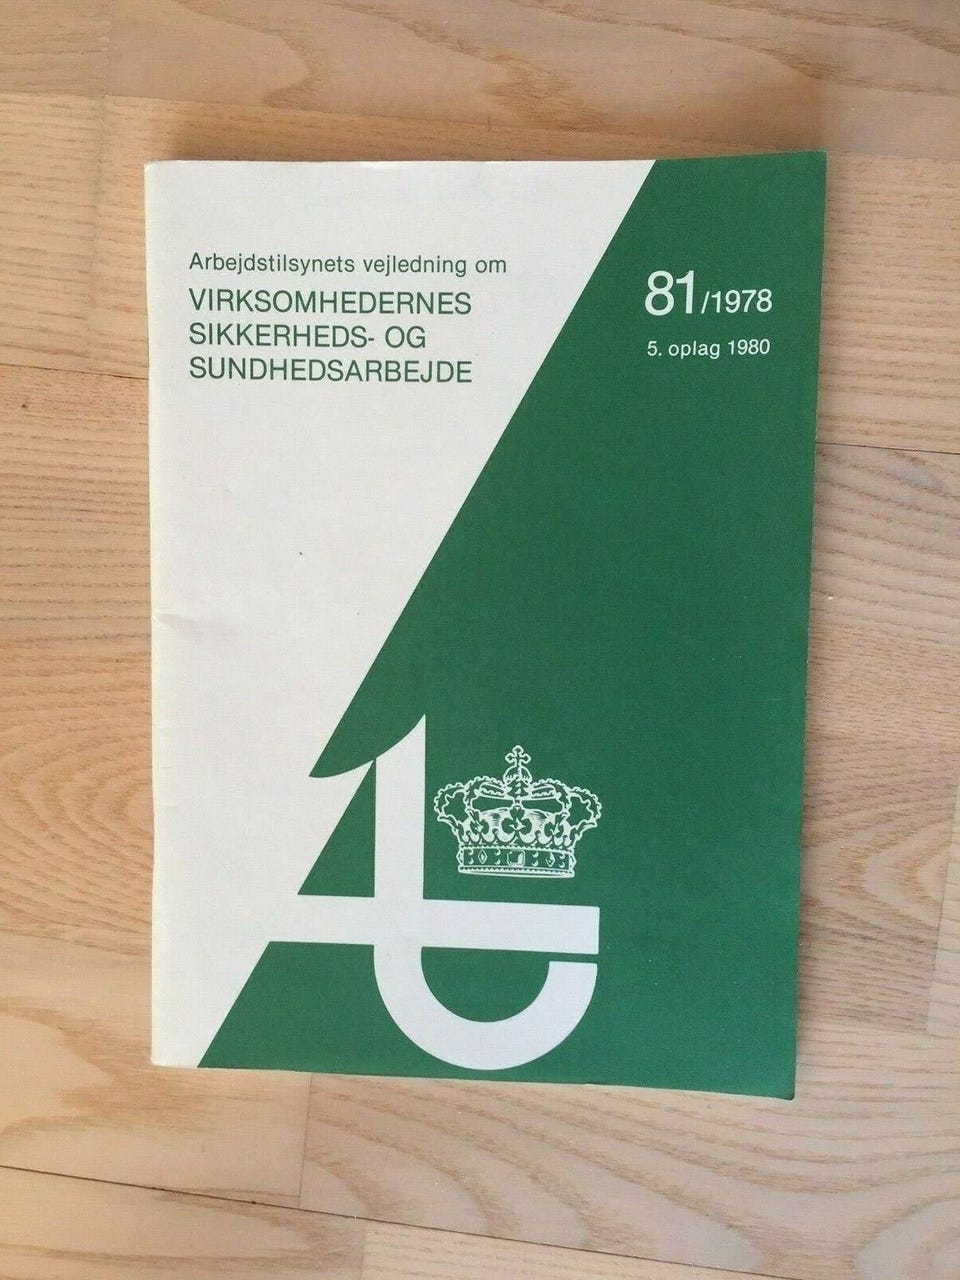 Arbejdstilsynets vejledning om
VIRKSOMHEDERNES
SIKKERHEDS- OG
SUNDHEDSARBEJDE
81/1978
5. oplag 1980